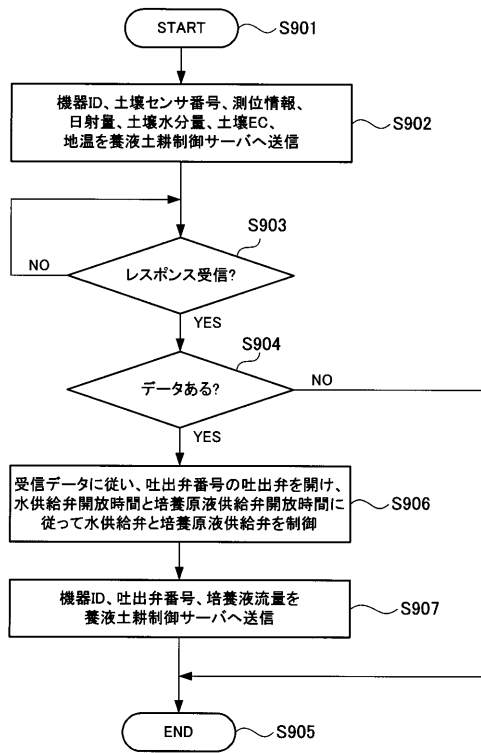 START
S901
機器ID、土壌センサ番号、測位情報、
日射量、土壌水分量、土壌EC、
地温を養液土耕制御サーバへ送信
S902
S903
レスポンス受信?
NO
YES
S904
データある?
NO
YES
受信データに従い、吐出弁番号の吐出弁を開け、
水供給弁開放時間と培養原液供給弁開放時間に
従って水供給弁と培養原液供給弁を制御
S906
機器ID、吐出弁番号、培養液流量を
養液土耕制御サーバへ送信
S907
END
S905